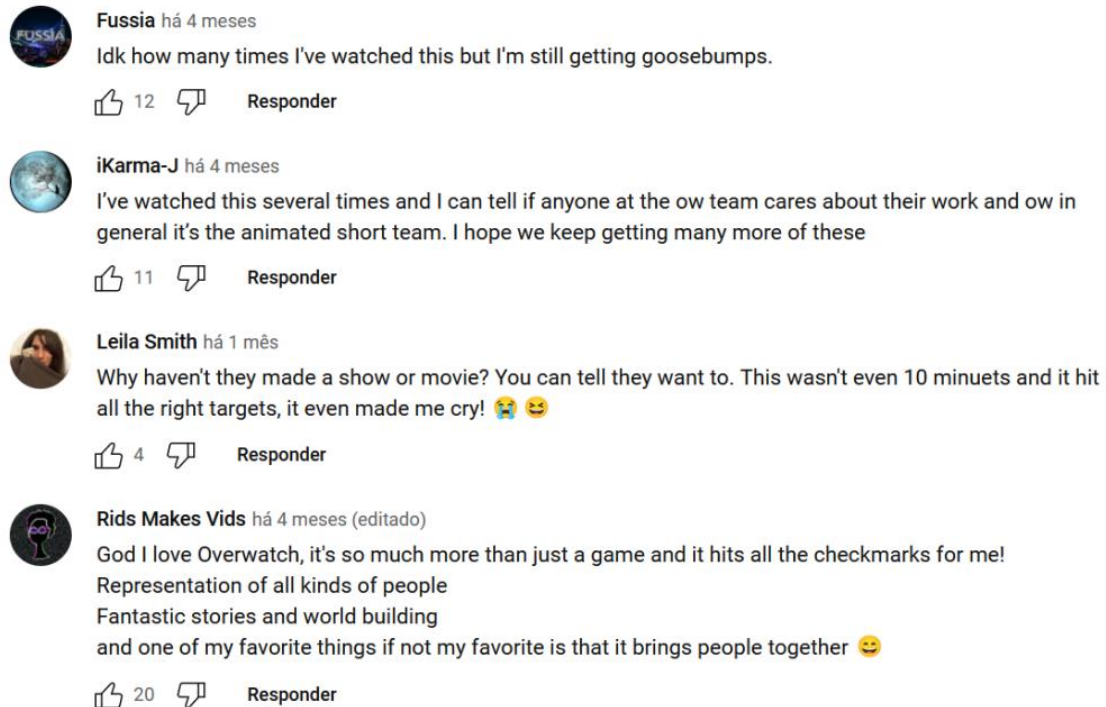 FUSSIA
Fussia há 4 meses
Idk how many times I've watched this but I'm still getting goosebumps.
12 Responder
iKarma-J há 4 meses
I've watched this several times and I can tell if anyone at the ow team cares about their work and ow in
general it's the animated short team. I hope we keep getting many more of these
11 Responder
Leila Smith há 1 mês
Why haven't they made a show or movie? You can tell they want to. This wasn't even 10 minuets and it hit
all the right targets, it even made me cry! 😭 😆
4 Responder
Rids Makes Vids há 4 meses (editado)
God I love Overwatch, it's so much more than just a game and it hits all the checkmarks for me!
Representation of all kinds of people
Fantastic stories and world building
and one of my favorite things if not my favorite is that it brings people together 😄
20 Responder